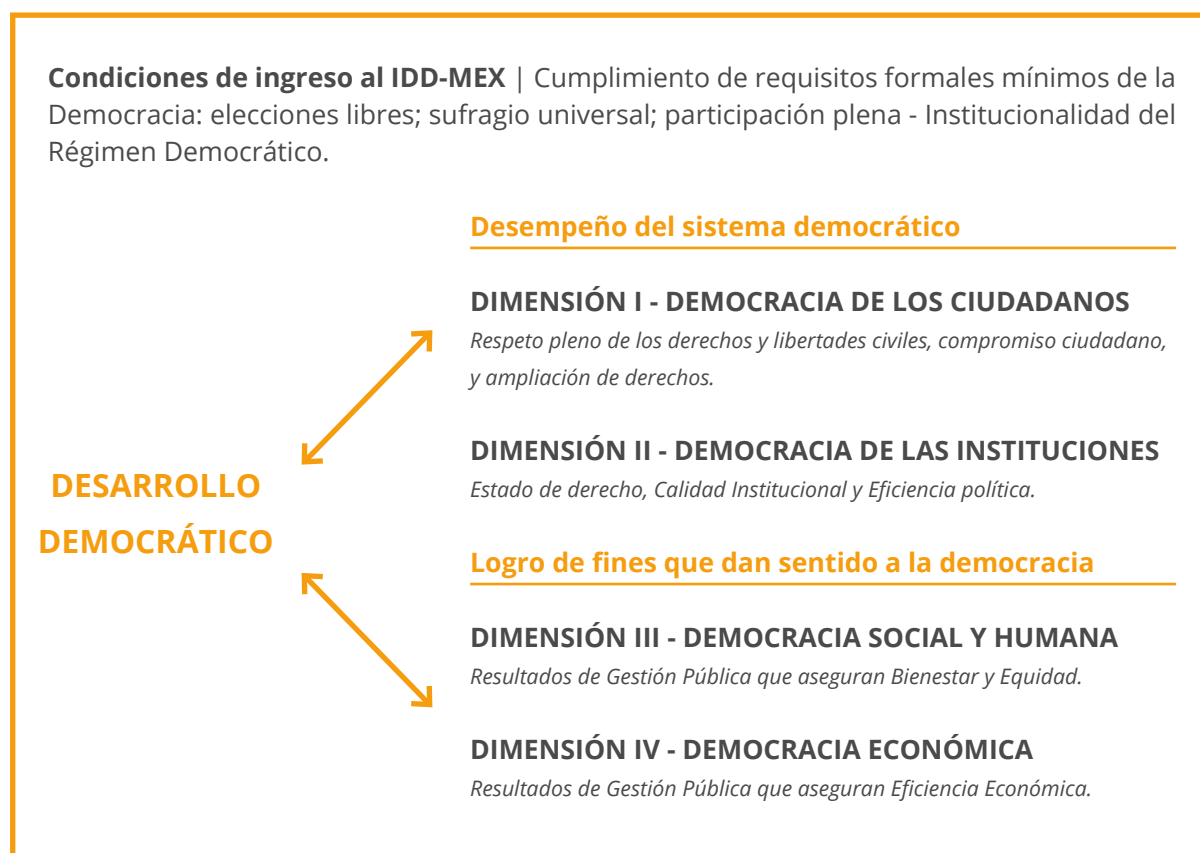 Condiciones de ingreso al IDD-MEX | Cumplimiento de requisitos formales mínimos de la
Democracia: elecciones libres; sufragio universal; participación plena - Institucionalidad del
Régimen Democrático.
Desempeño del sistema democrático
DIMENSIÓN I - DEMOCRACIA DE LOS CIUDADANOS
Respeto pleno de los derechos y libertades civiles, compromiso ciudadano,
y ampliación de derechos.
DIMENSIÓN II - DEMOCRACIA DE LAS INSTITUCIONES
Estado de derecho, Calidad Institucional y Eficiencia política.
DESARROLLO
DEMOCRÁTICO
Logro de fines que dan sentido a la democracia
DIMENSIÓN III - DEMOCRACIA SOCIAL Y HUMANA
Resultados de Gestión Pública que aseguran Bienestar y Equidad.
DIMENSIÓN IV - DEMOCRACIA ECONÓMICA
Resultados de Gestión Pública que aseguran Eficiencia Económica.